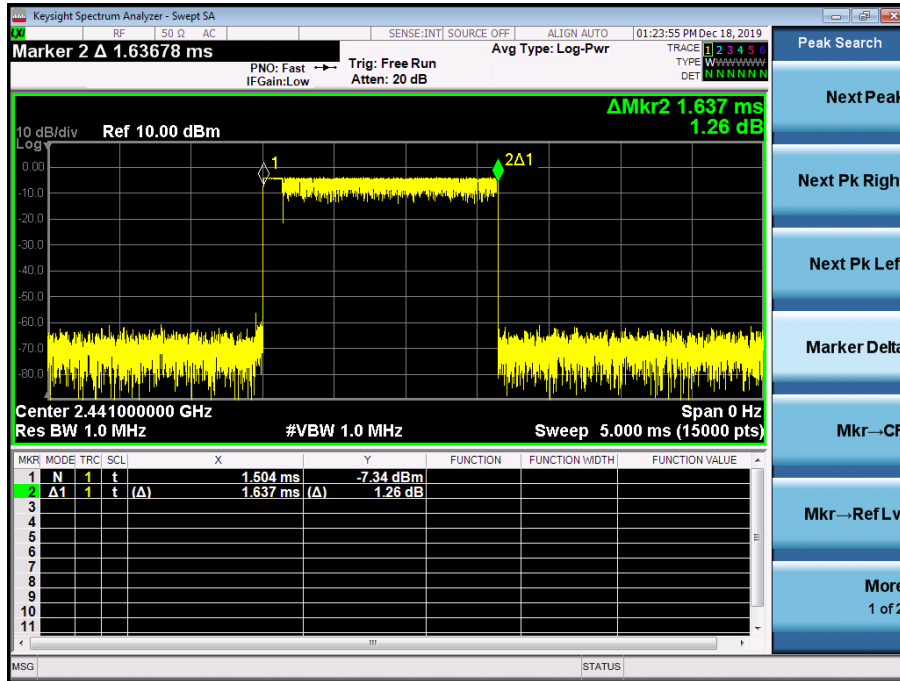 Keysight Spectrum Analyzer - Swept SA
LXI RF 50 Ω AC SENSE:INT SOURCE OFF ALIGN AUTO 01:23:55 PM Dec 18, 2019
Marker 2 Δ 1.63678 ms
PNO: Fast
IFGain:Low
Trig: Free Run
Atten: 20 dB
Avg Type: Log-Pwr
TRACE 1 2 3 4 5 6
TYPE WWWWWW
DET N N N N N N
Peak Search
ΔMkr2 1.637 ms
1.26 dB
10 dB/div Ref 10.00 dBm
Log
0.00
-10.0
-20.0
-30.0
-40.0
-50.0
-60.0
-70.0
-80.0
1
2Δ1
Center 2.441000000 GHz Span 0 Hz
Res BW 1.0 MHz #VBW 1.0 MHz Sweep 5.000 ms (15000 pts)
MKR MODE TRC SCL X Y FUNCTION FUNCTION WIDTH FUNCTION VALUE
1 N 1 t 1.504 ms -7.34 dBm
2 Δ1 1 t (Δ) 1.637 ms (Δ) 1.26 dB
3
4
5
6
7
8
9
10
11
MSG STATUS
Next Peak
Next Pk Righ
Next Pk Lef
Marker Delta
Mkr→CF
Mkr→Ref Lv
More
1 of 2